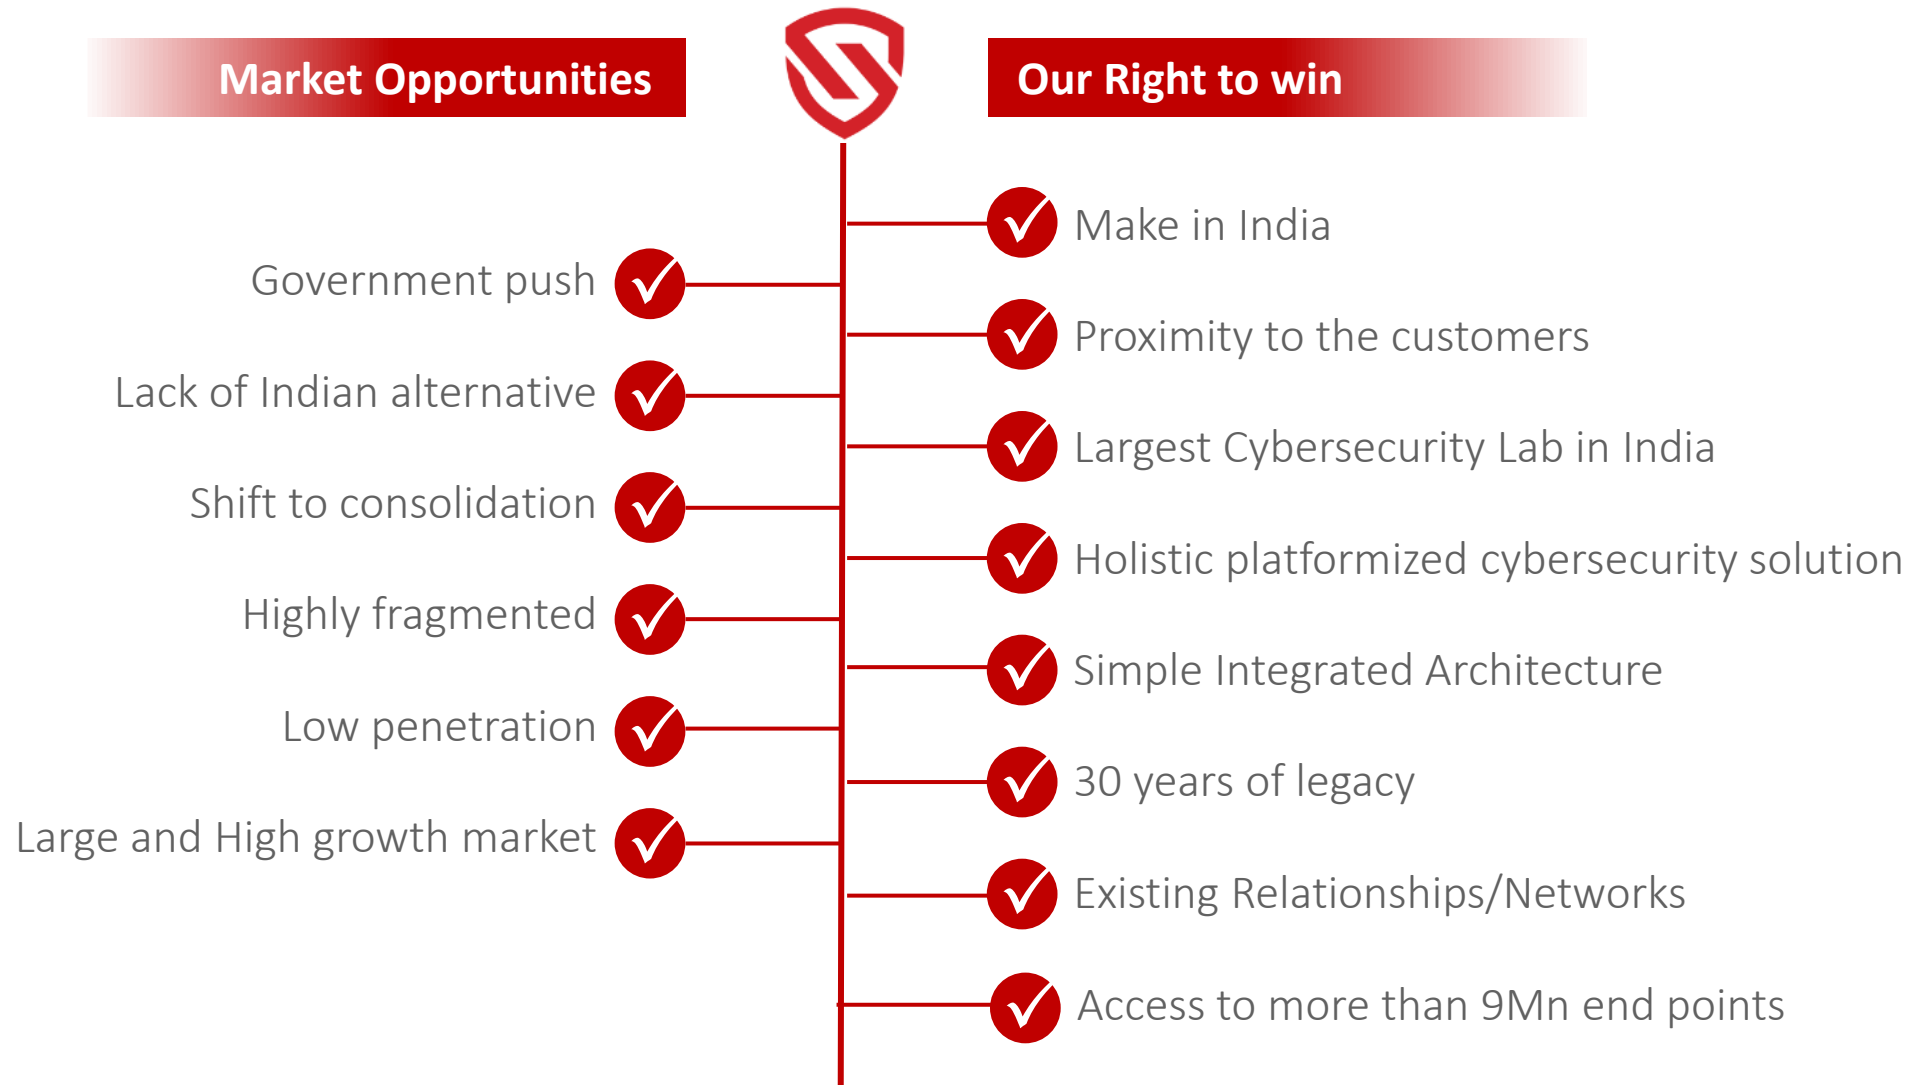 Market Opportunities
Government push
Lack of Indian alternative
Shift to consolidation
Highly fragmented
Low penetration
Large and High growth market
Our Right to win
Make in India
Proximity to the customers
Largest Cybersecurity Lab in India
Holistic platformized cybersecurity solution
Simple Integrated Architecture
30 years of legacy
Existing Relationships/Networks
Access to more than 9Mn end points